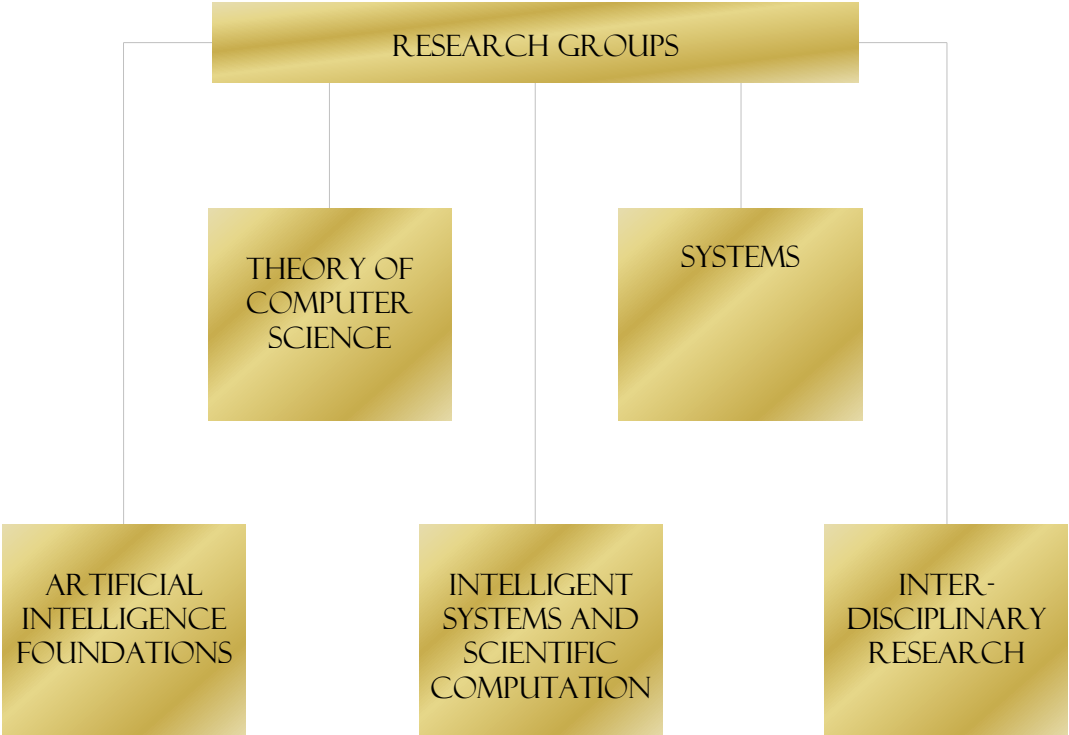 RESEARCH GROUPS
THEORY OF
COMPUTER
SCIENCE
SYSTEMS
ARTIFICIAL
INTELLIGENCE
FOUNDATIONS
INTELLIGENT
SYSTEMS AND
SCIENTIFIC
COMPUTATION
INTER-
DISCIPLINARY
RESEARCH